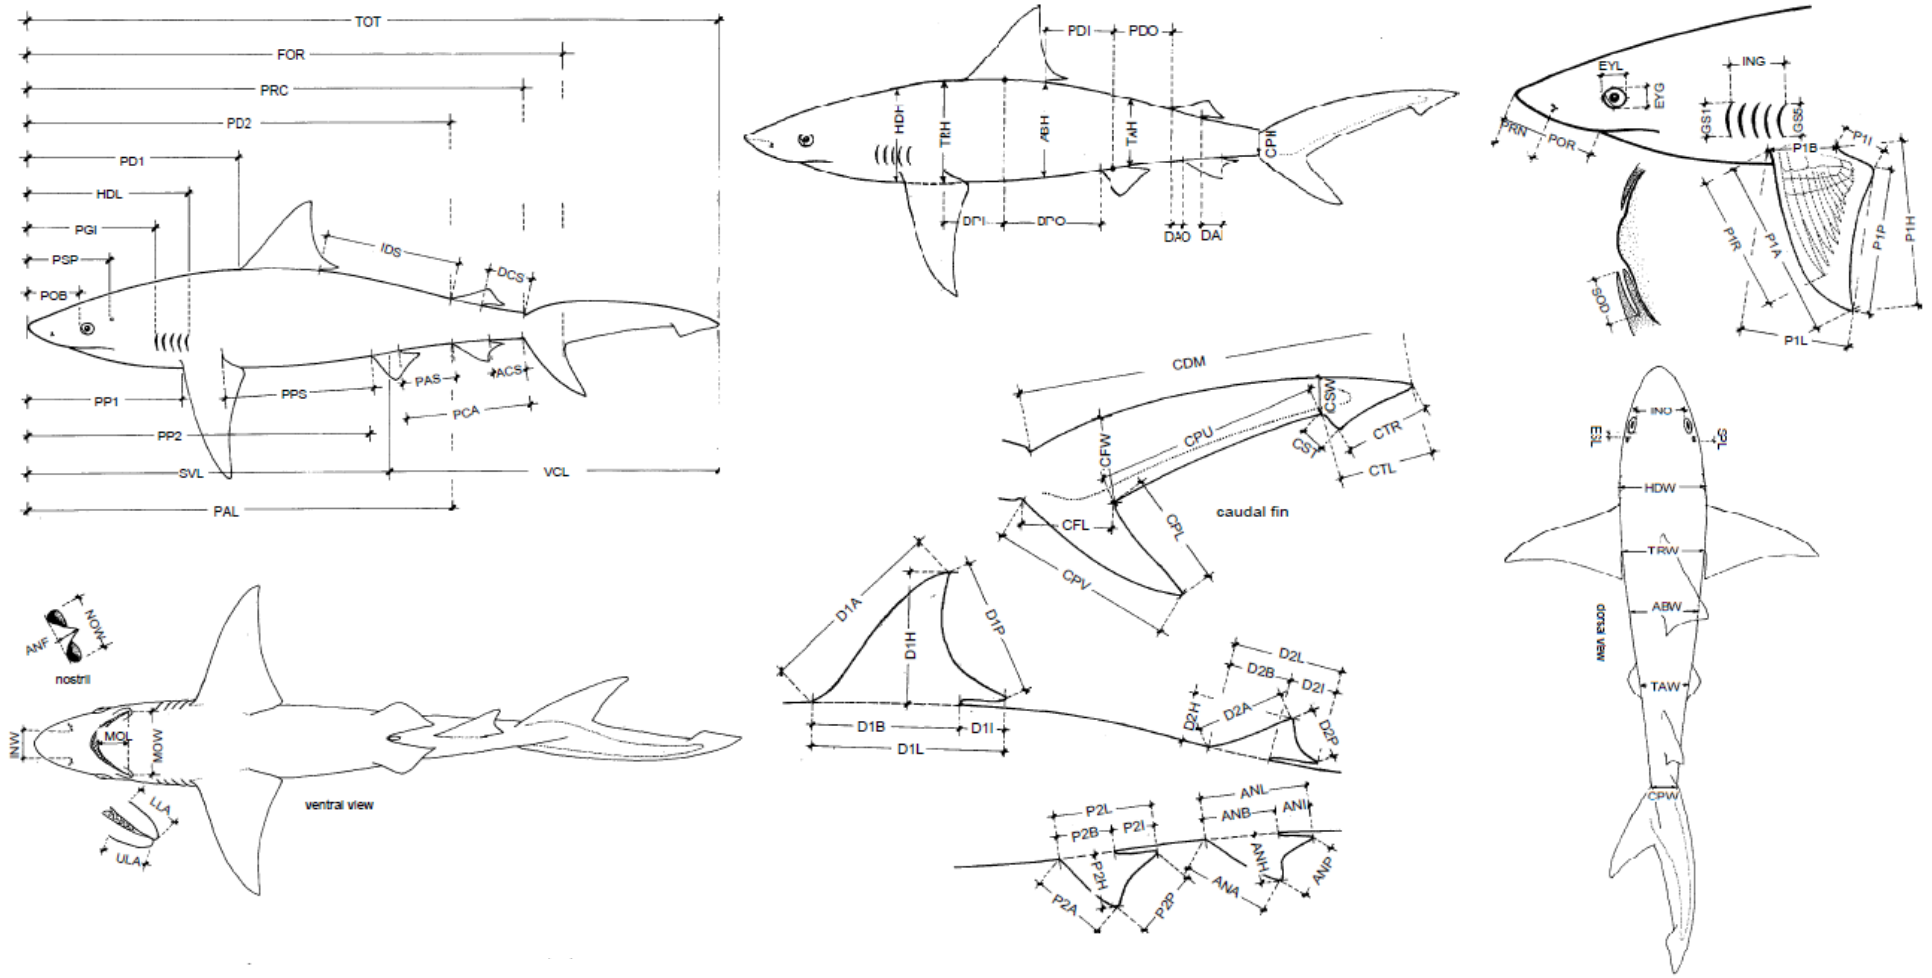 TOT
FOR
PRC
PD2
PD1
HDL
PGI
PSP
POB
IDS
DCS
PP1
PPS
PAS
ACS
PCA
PP2
SVL
VCL
PAL
PDI
PDO
HDH
TRH
ABH
TAH
CPH
DPI
DPO
DAO
DAI
EYL
EYG
ING
GS1
GS5
PRN
POR
P1I
P1B
P1R
P1A
P1P
P1H
P1L
SOD
CDM
CSW
CFW
CPU
CST
CTR
CTL
CFL
CPL
CPV
caudal fin
INO
ESL
SPL
HDW
TRW
ABW
TAW
CPW
dorsal view
NOW
ANF
nostril
INW
MOL
MOW
LLA
ULA
ventral view
D1A
D1H
D1P
D1B
D1I
D1L
D2L
D2B
D2I
D2H
D2A
D2P
P2L
P2B
P2I
P2H
P2A
P2P
ANL
ANB
ANI
ANH
ANA
ANP